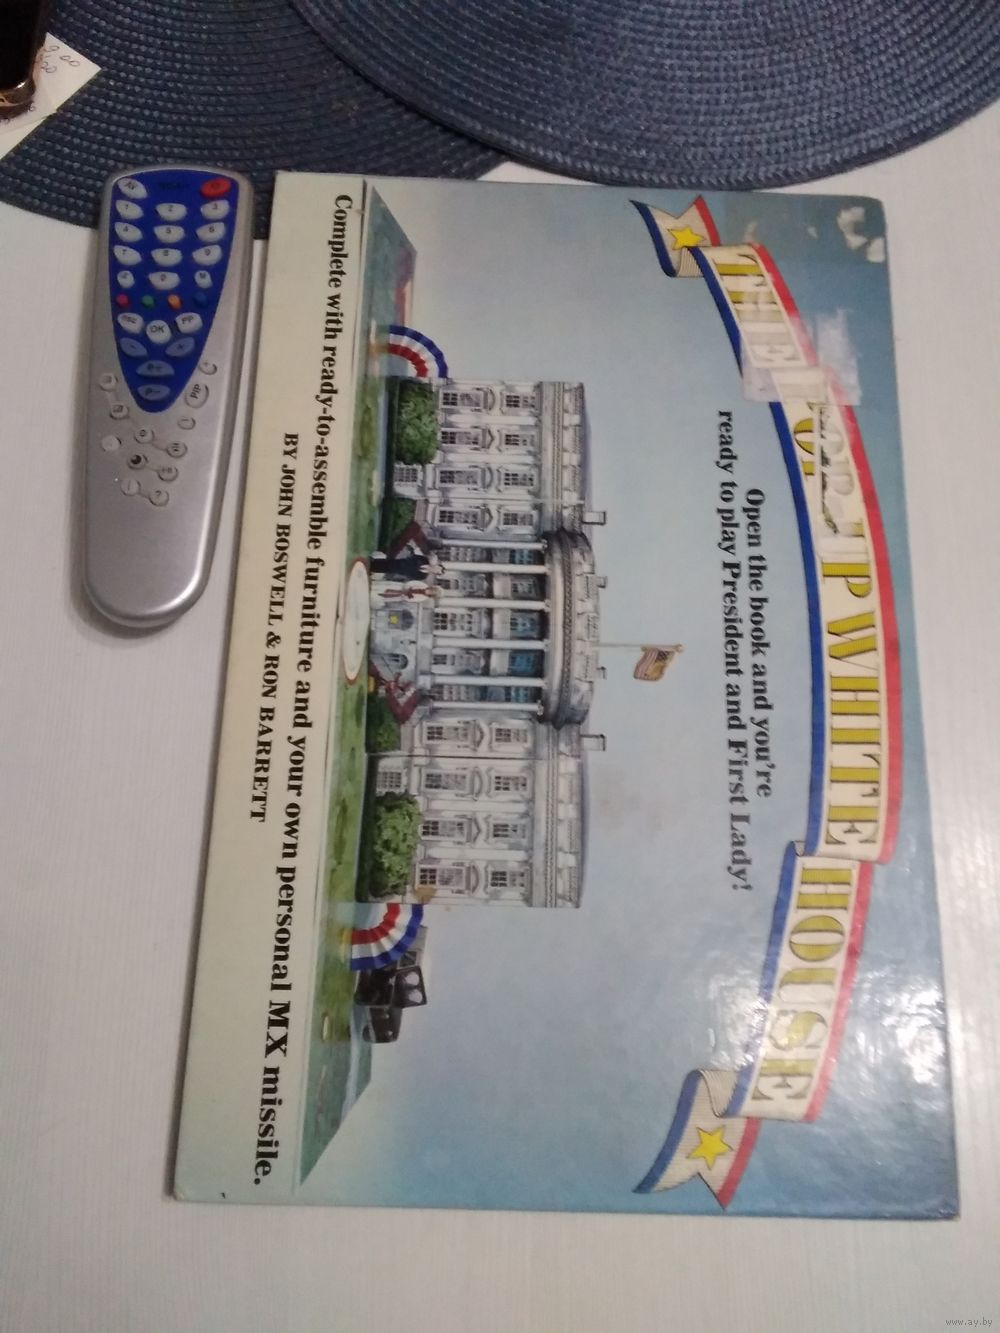 THE POP-UP WHITE HOUSE
Open the book and you're
ready to play President and First Lady!
Complete with ready-to-assemble furniture and your own personal MX missile.
BY JOHN BOSWELL & RON BARRETT
OK
www.ay.by